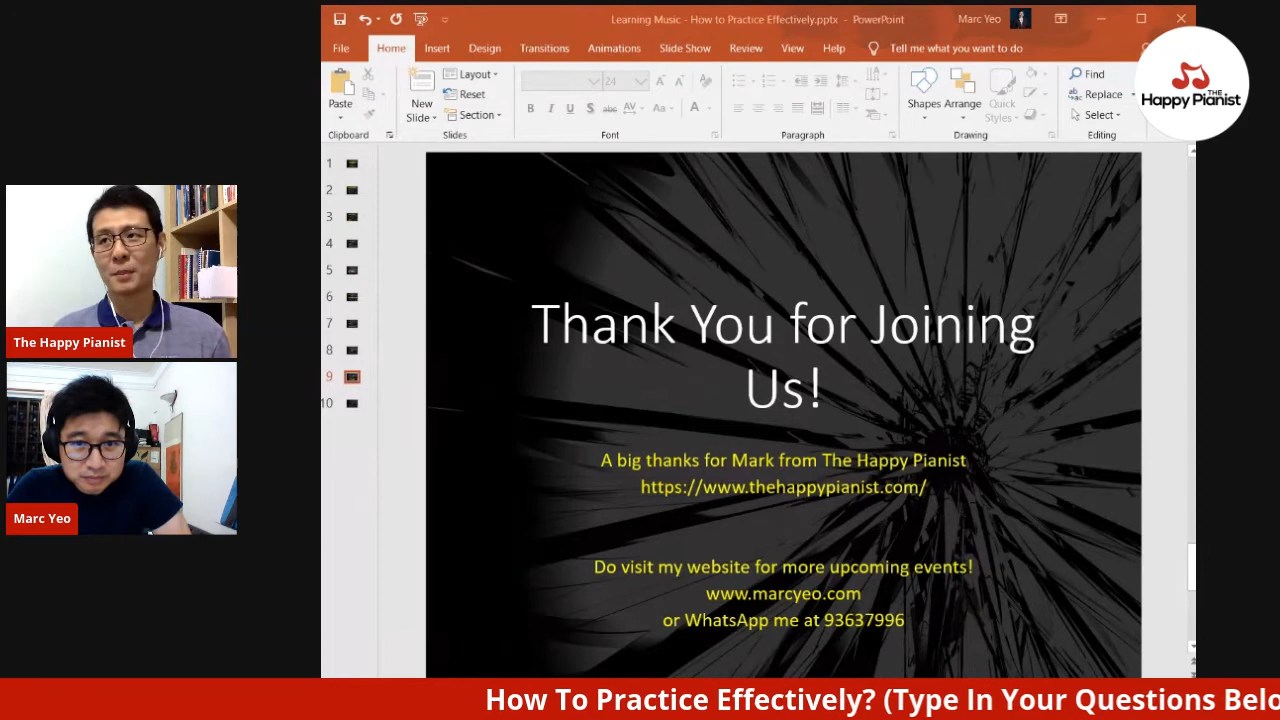 Learning Music - How to Practice Effectively.pptx - PowerPoint
Marc Yeo
File
Home
Insert
Design
Transitions
Animations
Slide Show
Review
View
Help
Tell me what you want to do
THE
Happy Pianist
Paste
Clipboard
New
Slide
Layout
Reset
Section
Slides
24
B I U S abc AV Aa A
Font
Paragraph
Shapes
Arrange
Quick
Styles
Drawing
Find
Replace
Select
Editing
1
2
3
4
5
6
7
8
9
10
The Happy Pianist
Marc Yeo
Thank You for Joining
Us!
A big thanks for Mark from The Happy Pianist
https://www.thehappypianist.com/
Do visit my website for more upcoming events!
www.marcyeo.com
or WhatsApp me at 93637996
How To Practice Effectively? (Type In Your Questions Belo